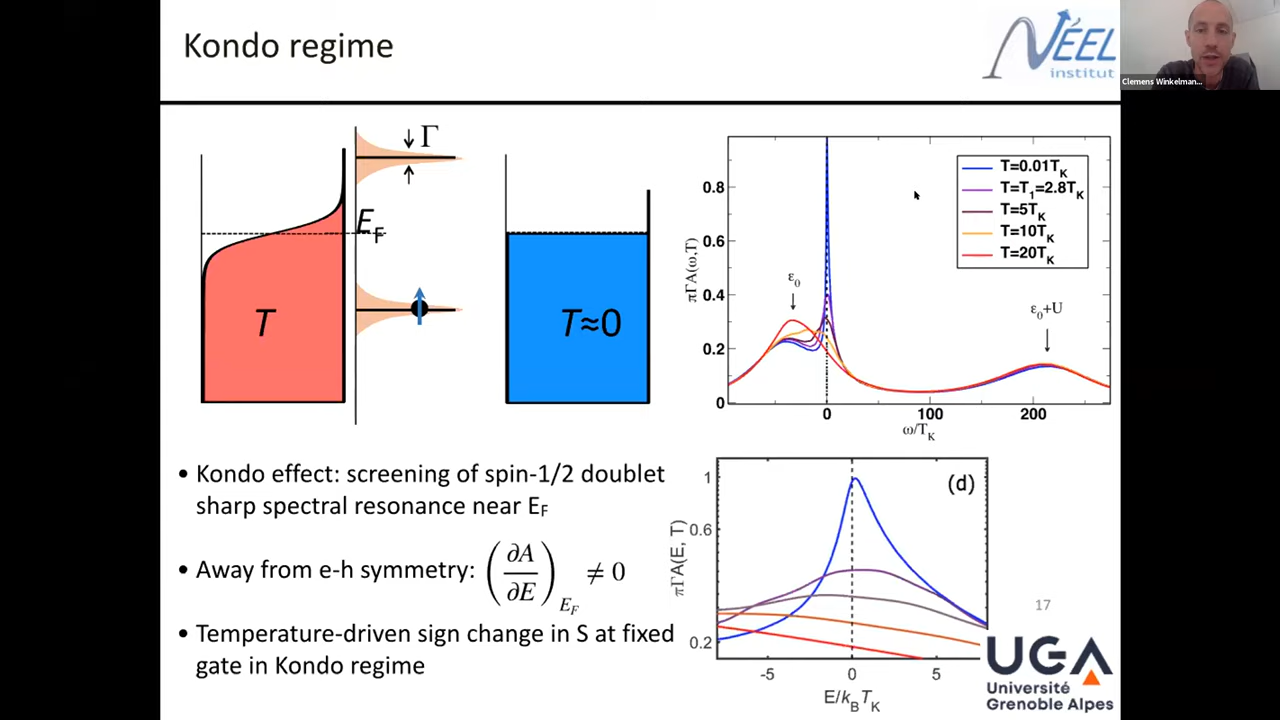 Kondo regime
NÉEL
institut
Clemens Winkelman...
Γ
E_F
T
T≈0
πΓA(ω,T)
0.8
0.6
0.4
0.2
0
ε₀
ε₀+U
T=0.01T_K
T=T₁=2.8T_K
T=5T_K
T=10T_K
T=20T_K
0 100 200
ω/T_K
• Kondo effect: screening of spin-1/2 doublet
sharp spectral resonance near E_F
• Away from e-h symmetry: (∂A/∂E)_E_F ≠ 0
• Temperature-driven sign change in S at fixed
gate in Kondo regime
(d)
πΓA(E, T)
1
0.6
0.2
-5 0 5
E/k_BT_K
17
UGA
Université
Grenoble Alpes